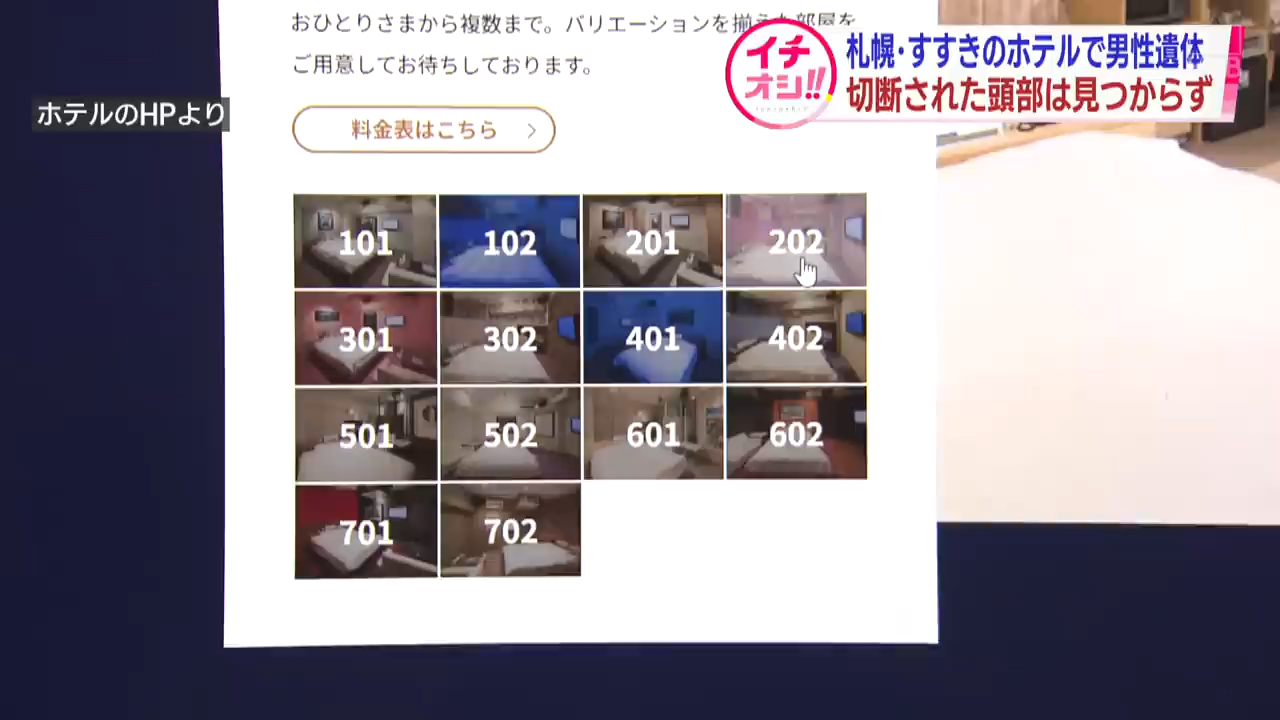 おひとりさまから複数まで。バリエーションを揃えた部屋を
ご用意してお待ちしております。
イチオシ!!
札幌・すすきのホテルで男性遺体
切断された頭部は見つからず
ホテルのHPより
料金表はこちら
101 102 201 202
301 302 401 402
501 502 601 602
701 702